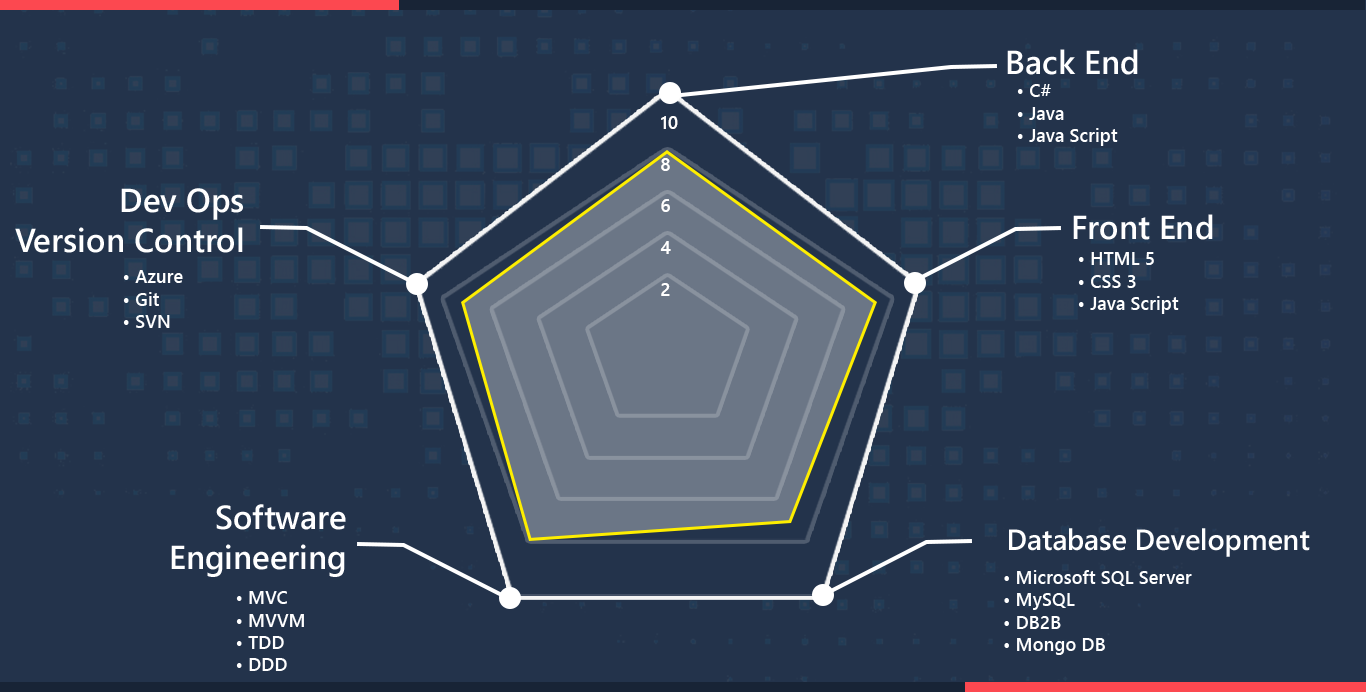 Back End
• C#
• Java
• Java Script
10
8
6
4
2
Dev Ops
Version Control
• Azure
• Git
• SVN
Front End
• HTML 5
• CSS 3
• Java Script
Software
Engineering
• MVC
• MVVM
• TDD
• DDD
Database Development
• Microsoft SQL Server
• MySQL
• DB2B
• Mongo DB